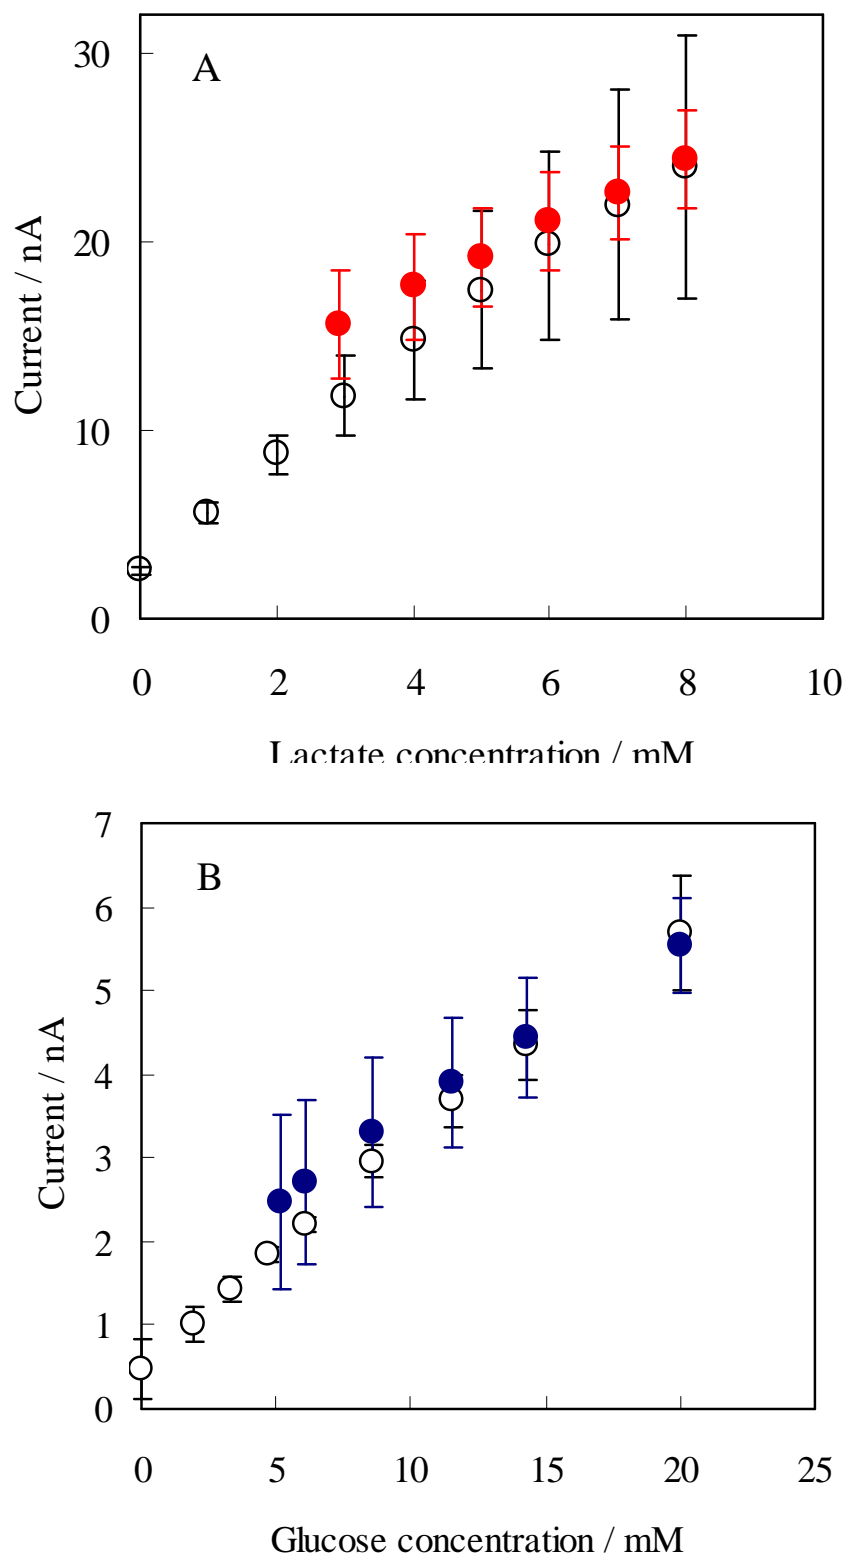 30
A
20
Current / nA
10
0
0 2 4 6 8 10
Lactate concentration / mM
7
B
6
5
4
Current / nA
3
2
1
0
0 5 10 15 20 25
Glucose concentration / mM